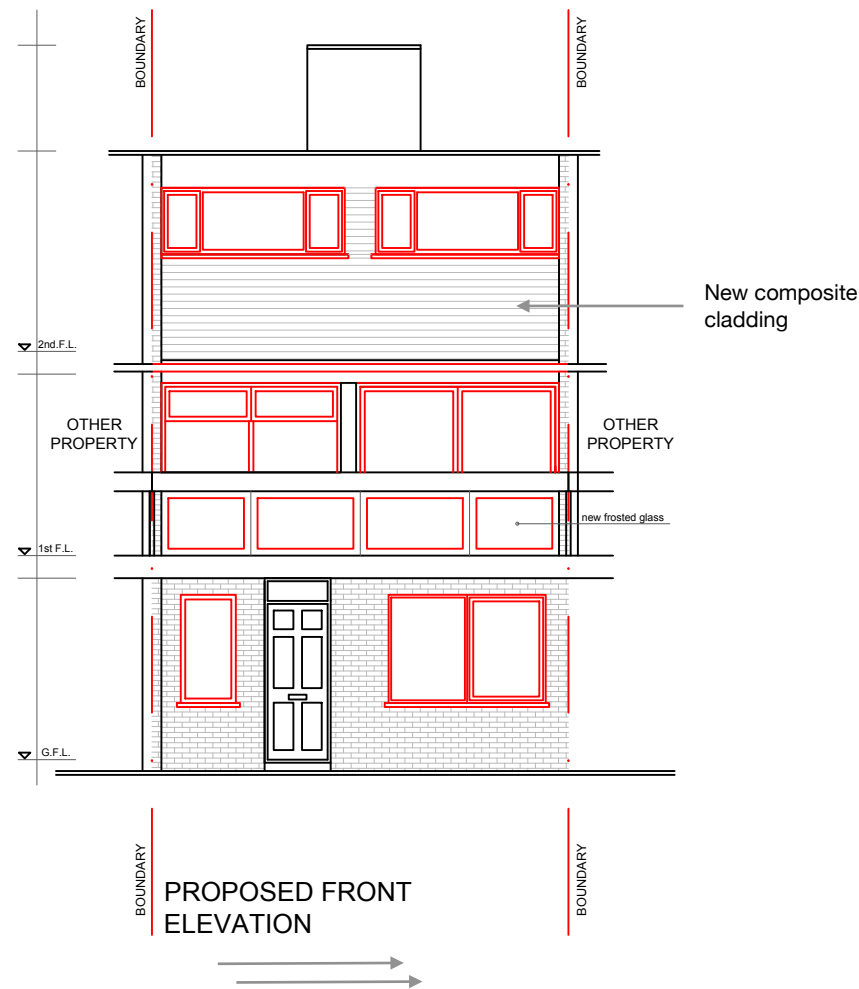 BOUNDARY
BOUNDARY
New composite
cladding
2nd.F.L.
OTHER
PROPERTY
OTHER
PROPERTY
new frosted glass
1st F.L.
G.F.L.
BOUNDARY
BOUNDARY
PROPOSED FRONT
ELEVATION